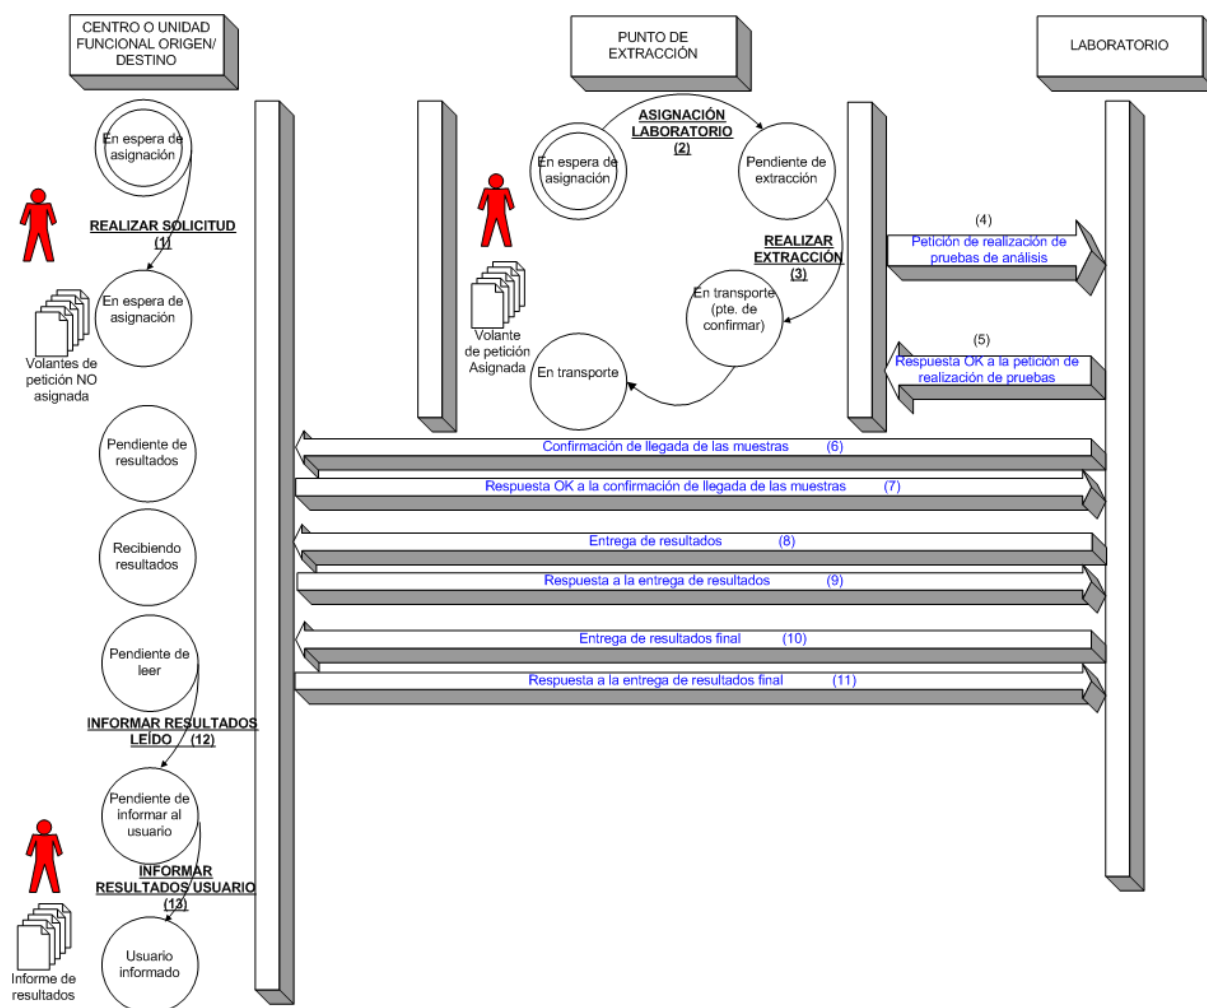 CENTRO O UNIDAD
FUNCIONAL ORIGEN/
DESTINO
PUNTO DE
EXTRACCIÓN
LABORATORIO
En espera de
asignación
REALIZAR SOLICITUD
(1)
En espera de
asignación
Volantes de
petición NO
asignada
ASIGNACIÓN
LABORATORIO
(2)
En espera de
asignación
Pendiente de
extracción
REALIZAR
EXTRACCIÓN
(3)
En transporte
(pte. de
confirmar)
Volante
de petición
Asignada
En transporte
(4)
Petición de realización de
pruebas de análisis
(5)
Respuesta OK a la petición de
realización de pruebas
Pendiente de
resultados
Confirmación de llegada de las muestras (6)
Respuesta OK a la confirmación de llegada de las muestras (7)
Recibiendo
resultados
Entrega de resultados (8)
Respuesta a la entrega de resultados (9)
Pendiente de
leer
Entrega de resultados final (10)
Respuesta a la entrega de resultados final (11)
INFORMAR RESULTADOS
LEÍDO (12)
Pendiente de
informar al
usuario
INFORMAR
RESULTADOS USUARIO
(13)
Usuario
informado
Informe de
resultados